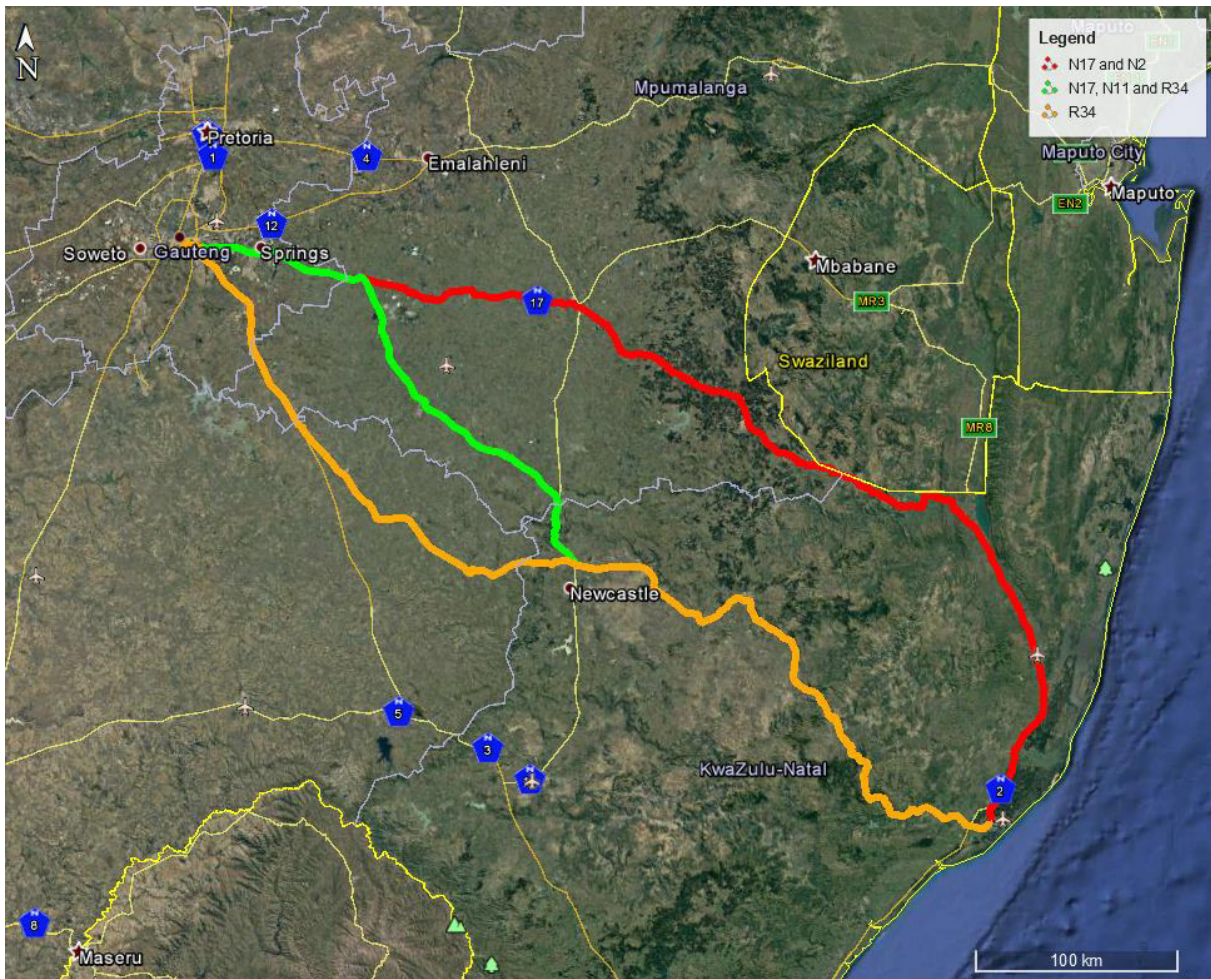 N
Legend
N17 and N2
N17, N11 and R34
R34
Maputo
Mpumalanga
N
1
Pretoria
N
4
Emalahleni
Maputo City
EN2
Maputo
N
12
Soweto
Gauteng
Springs
Mbabane
N
17
MR3
Swaziland
MR8
Newcastle
N
5
N
3
N
KwaZulu-Natal
N
2
N
8
Maseru
100 km